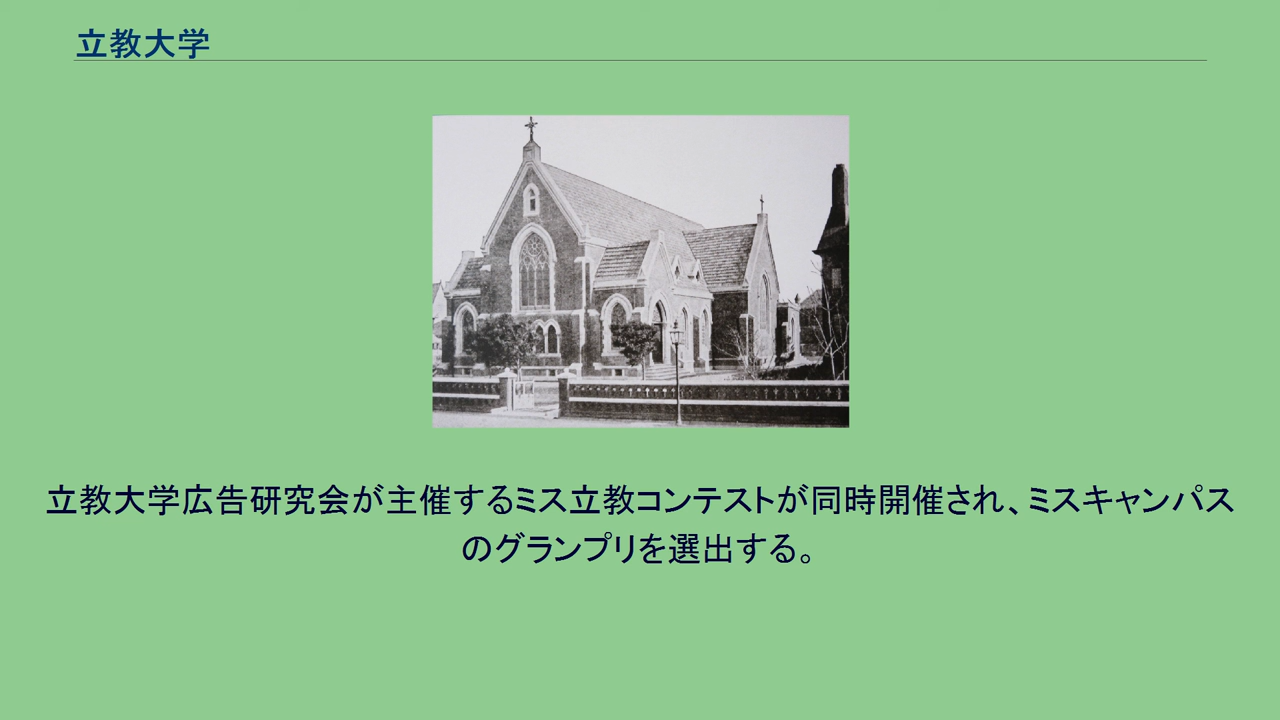 立教大学
立教大学広告研究会が主催するミス立教コンテストが同時開催され、ミスキャンパス
のグランプリを選出する。